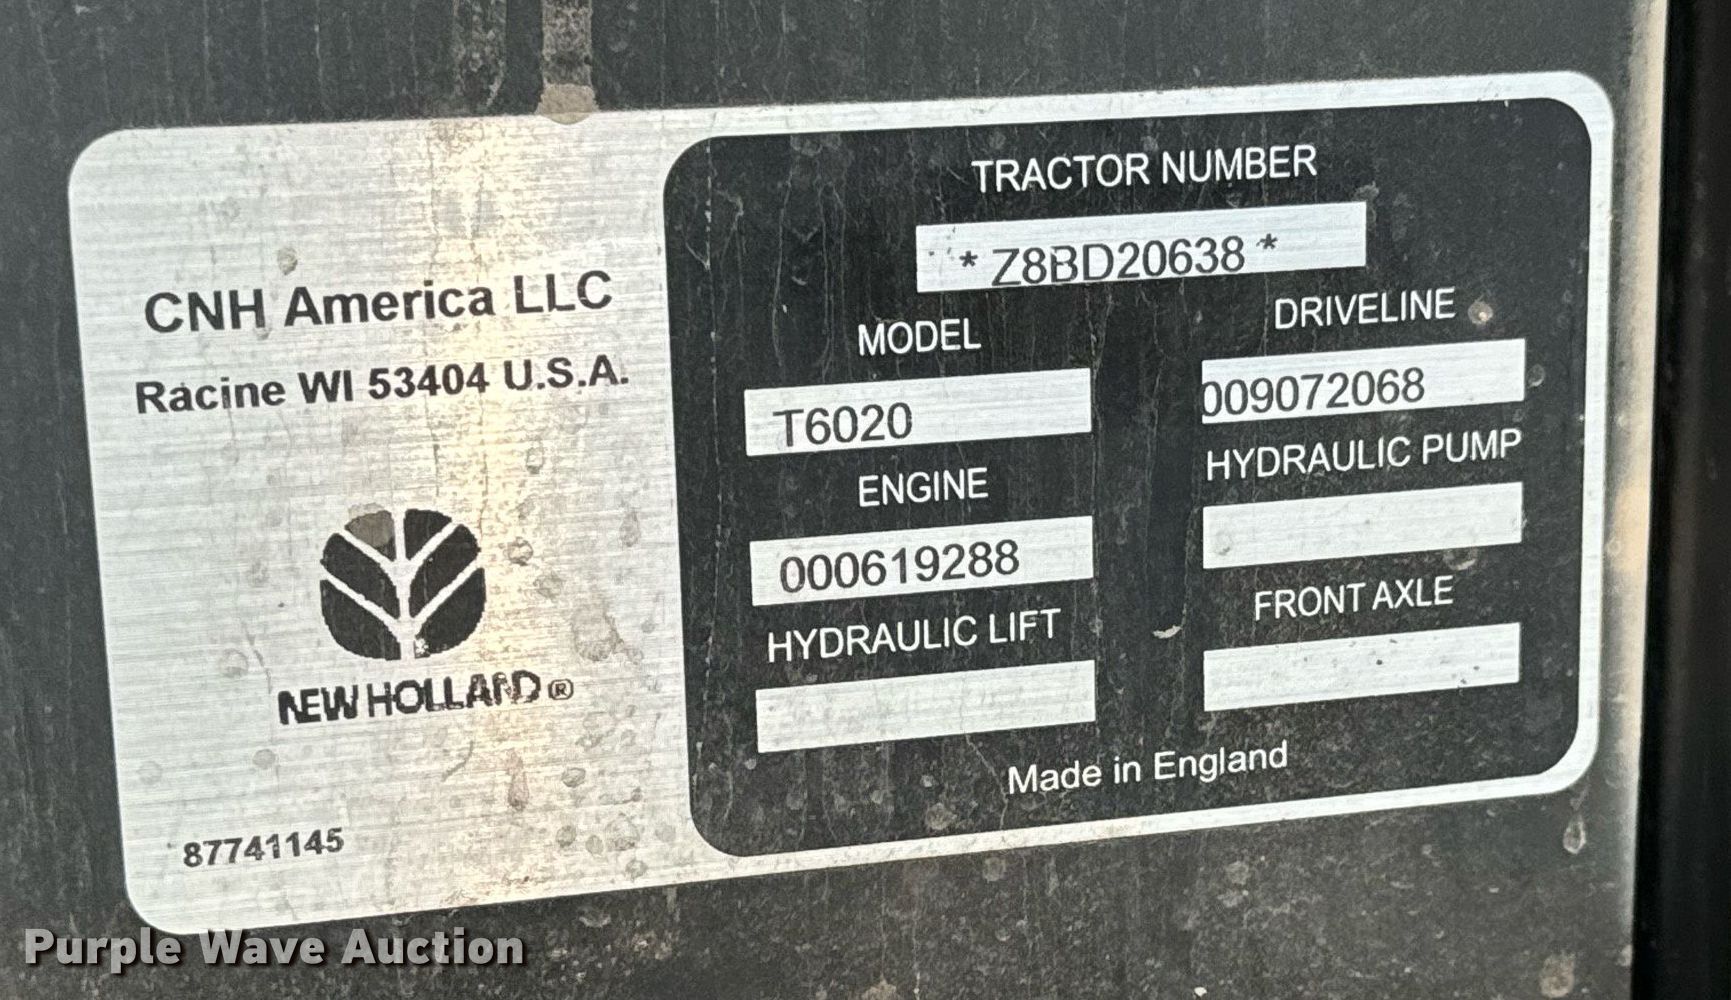 CNH America LLC
Racine WI 53404 U.S.A.
NEW HOLLAND®
87741145
TRACTOR NUMBER
* Z8BD20638 *
MODEL
T6020
DRIVELINE
009072068
ENGINE
000619288
HYDRAULIC PUMP
HYDRAULIC LIFT
FRONT AXLE
Made in England
Purple Wave Auction